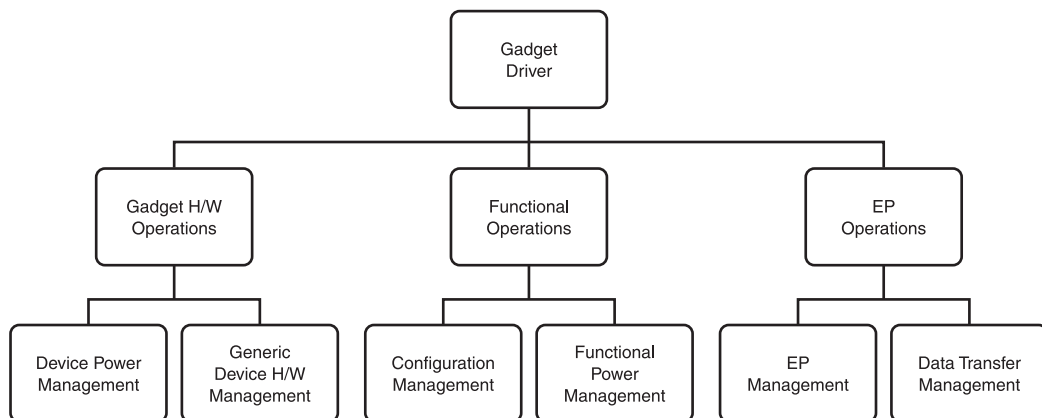 Gadget
Driver
Gadget H/W
Operations
Functional
Operations
EP
Operations
Device Power
Management
Generic
Device H/W
Management
Configuration
Management
Functional
Power
Management
EP
Management
Data Transfer
Management